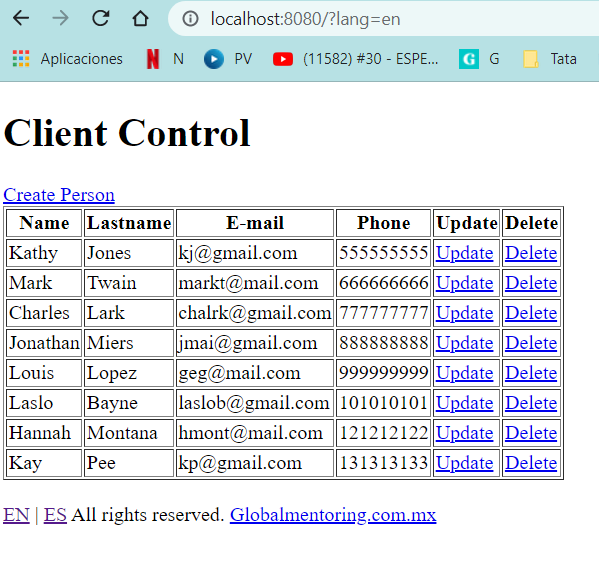 localhost:8080/?lang=en
Aplicaciones N PV (11582) #30 - ESPE... G G Tata
Client Control
Create Person
Name Lastname E-mail Phone Update Delete
Kathy Jones kj@gmail.com 555555555 Update Delete
Mark Twain markt@mail.com 666666666 Update Delete
Charles Lark chalrk@gmail.com 777777777 Update Delete
Jonathan Miers jmai@gmail.com 888888888 Update Delete
Louis Lopez geg@mail.com 999999999 Update Delete
Laslo Bayne laslob@gmail.com 101010101 Update Delete
Hannah Montana hmont@mail.com 121212122 Update Delete
Kay Pee kp@gmail.com 131313133 Update Delete
EN | ES All rights reserved. Globalmentoring.com.mx